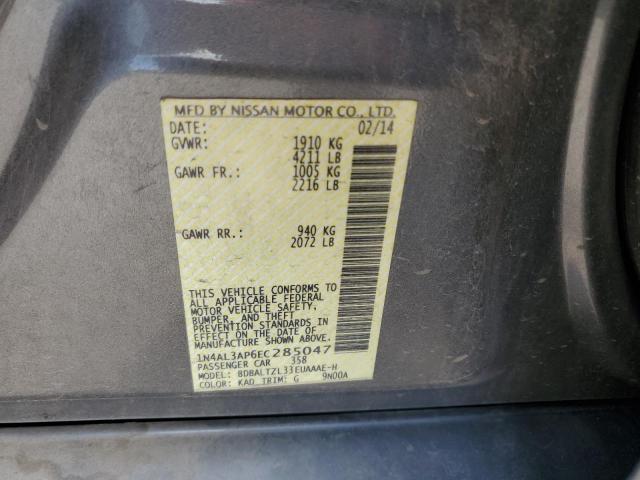 MFD BY NISSAN MOTOR CO., LTD.
DATE: 02/14
GVWR: 1910 KG
4211 LB
GAWR FR.: 1005 KG
2216 LB
GAWR RR.: 940 KG
2072 LB
THIS VEHICLE CONFORMS TO
ALL APPLICABLE FEDERAL
MOTOR VEHICLE SAFETY,
BUMPER, AND THEFT
PREVENTION STANDARDS
IN EFFECT ON THE DATE OF
MANUFACTURE SHOWN ABOVE.
1N4AL3AP6EC285047
PASSENGER CAR 358
MODEL: BDBALTZL33EUAAAE-H
COLOR: KAD TRIM: G 9N00A